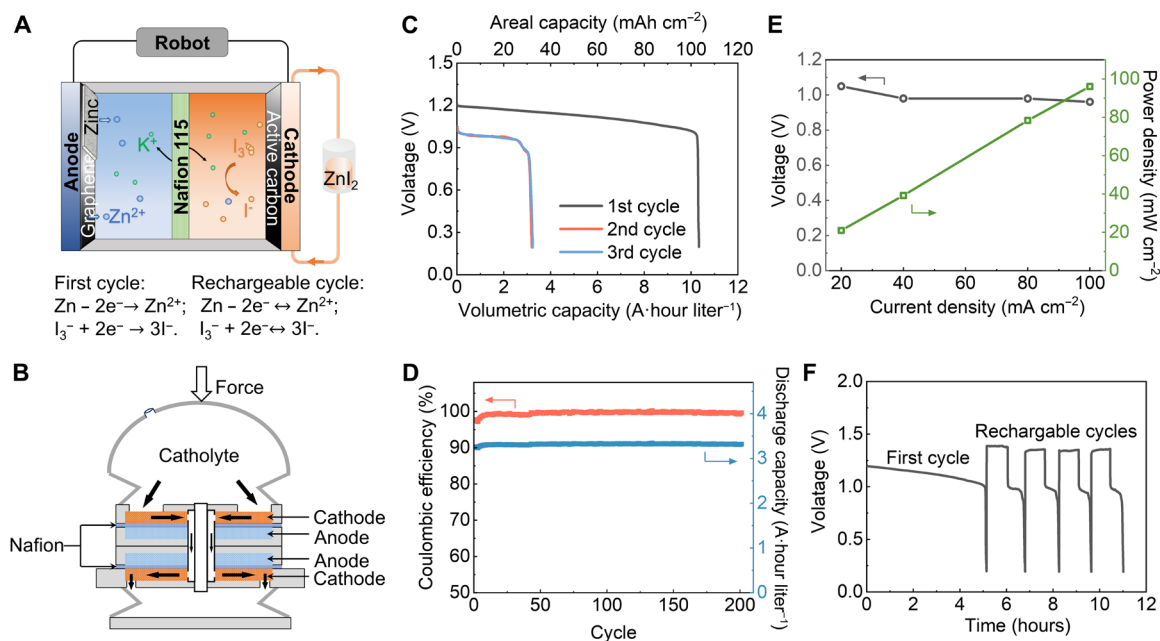 A
Robot
Anode
Graphene
Zinc
K⁺
Zn²⁺
Nafion 115
I₃⁻
I⁻
Active carbon
Cathode
ZnI₂
First cycle:
Zn – 2e⁻→ Zn²⁺;
I₃⁻ + 2e⁻ → 3I⁻.
Rechargeable cycle:
Zn – 2e⁻ ↔ Zn²⁺;
I₃⁻ + 2e⁻↔ 3I⁻.
B
Force
Catholyte
Nafion
Cathode
Anode
Anode
Cathode
C
Areal capacity (mAh cm⁻²)
0 20 40 60 80 100 120
Volatage (V)
1.5
1.2
0.9
0.6
0.3
0.0
1st cycle
2nd cycle
3rd cycle
0 2 4 6 8 10 12
Volumetric capacity (A·hour liter⁻¹)
D
Coulombic efficiency (%)
100
90
80
70
60
50
0 50 100 150 200
Cycle
4
3
2
1
0
Discharge capacity (A·hour liter⁻¹)
E
Voltage (V)
1.2
1.0
0.8
0.6
0.4
0.2
0.0
20 40 60 80 100
Current density (mA cm⁻²)
100
80
60
40
20
0
Power density (mW cm⁻²)
F
Volatage (V)
2.0
1.5
1.0
0.5
0.0
First cycle
Rechargable cycles
0 2 4 6 8 10 12
Time (hours)